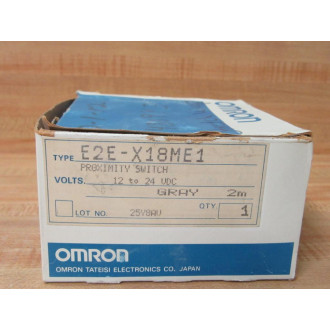 OMRON
TYPE E2E-X18ME1
PROXIMITY SWITCH
VOLTS. 12 to 24 VDC
GRAY 2m
LOT NO. 25Y8AU QTY. 1
OMRON
OMRON TATEISI ELECTRONICS CO. JAPAN